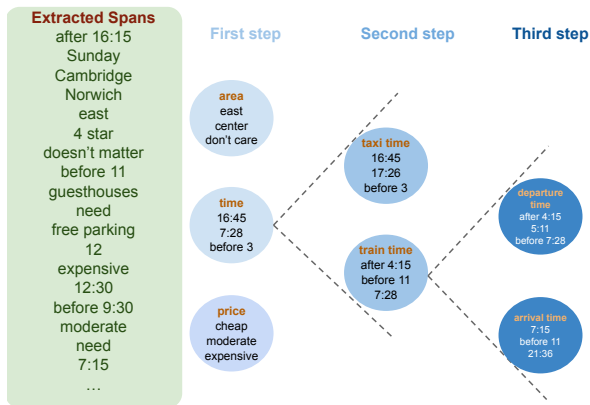 Extracted Spans
after 16:15
Sunday
Cambridge
Norwich
east
4 star
doesn't matter
before 11
guesthouses
need
free parking
12
expensive
12:30
before 9:30
moderate
need
7:15
...
First step
area
east
center
don't care
time
16:45
7:28
before 3
price
cheap
moderate
expensive
Second step
taxi time
16:45
17:26
before 3
train time
after 4:15
before 11
7:28
Third step
departure
time
after 4:15
5:11
before 7:28
arrival time
7:15
before 11
21:36